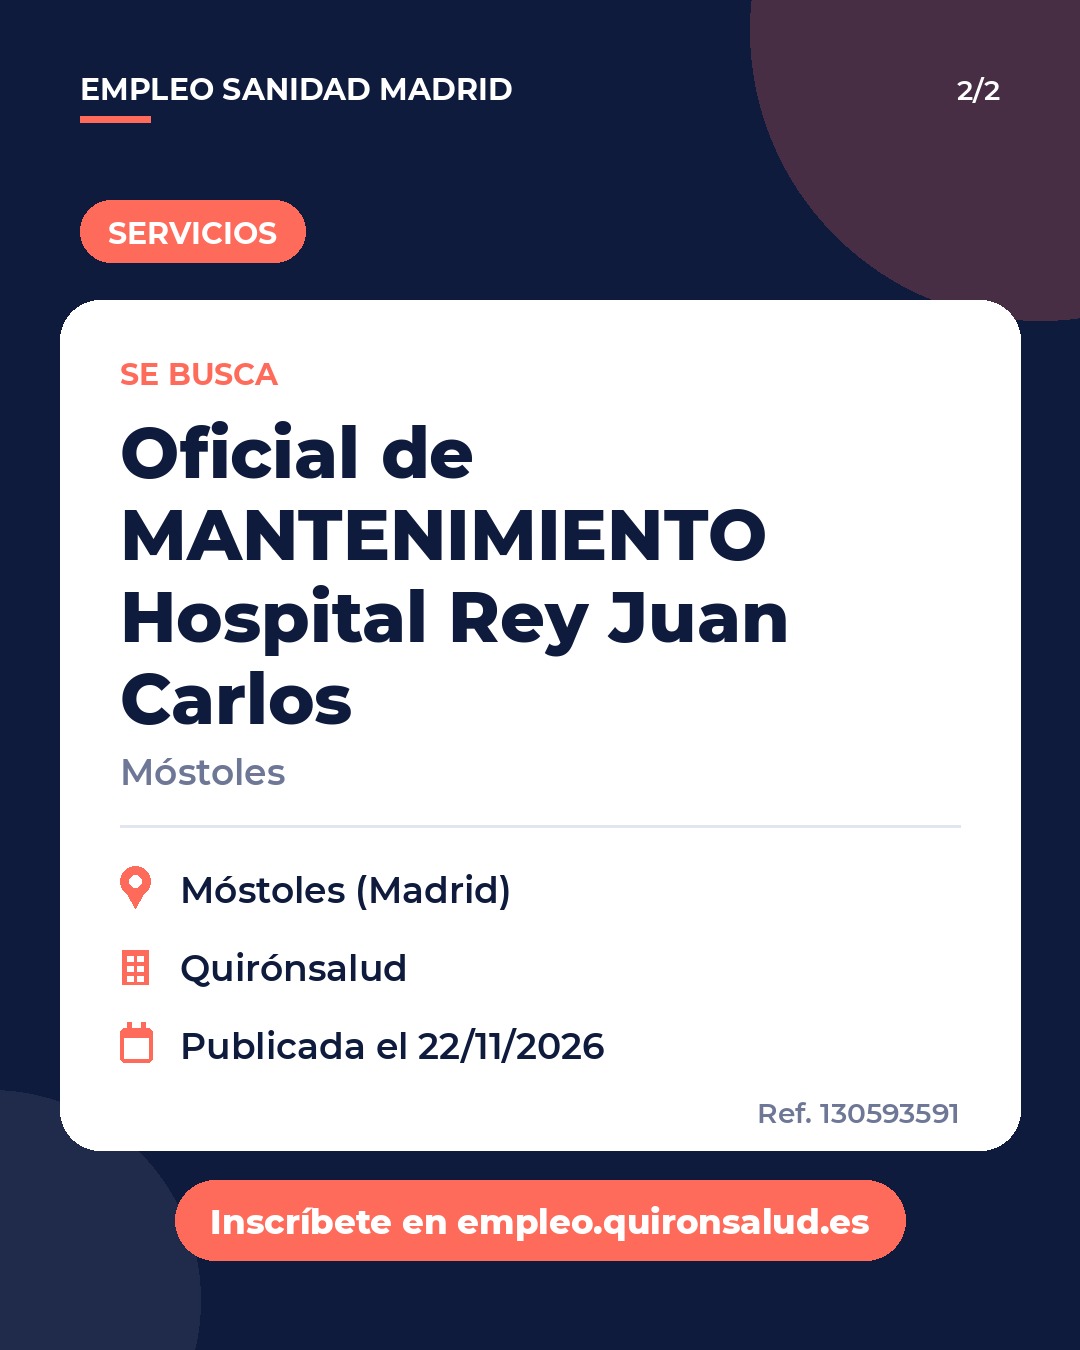 EMPLEO SANIDAD MADRID
2/2
SERVICIOS
SE BUSCA
Oficial de
MANTENIMIENTO
Hospital Rey Juan
Carlos
Móstoles
Móstoles (Madrid)
Quirónsalud
Publicada el 22/11/2026
Ref. 130593591
Inscríbete en empleo.quironsalud.es